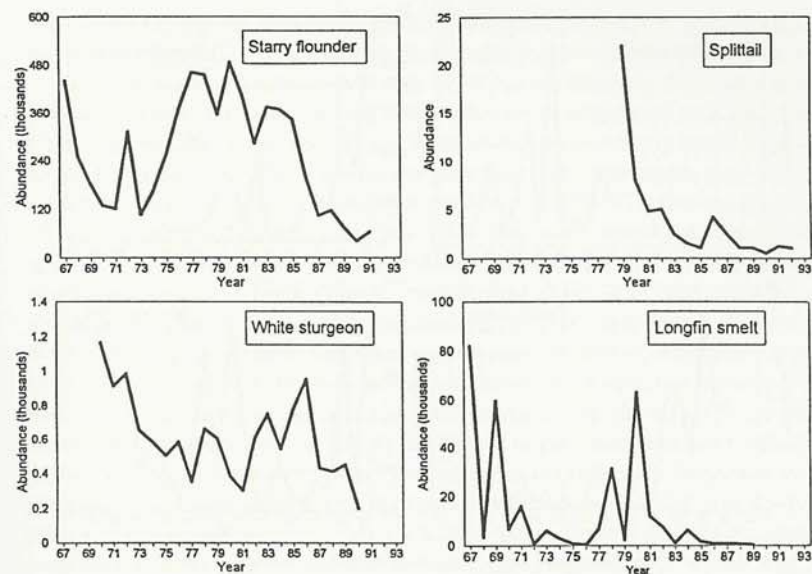 Starry flounder
Abundance (thousands)
600
480
360
240
120
0
67 69 71 73 75 77 79 81 83 85 87 89 91 93
Year
Splittail
Abundance
25
20
15
10
5
0
67 69 71 73 75 77 79 81 83 85 87 89 91 93
Year
White sturgeon
Abundance (thousands)
1.4
1.2
1
0.8
0.6
0.4
0.2
0
67 69 71 73 75 77 79 81 83 85 87 89 91 93
Year
Longfin smelt
Abundance (thousands)
100
80
60
40
20
0
67 69 71 73 75 77 79 81 83 85 87 89 91 93
Year